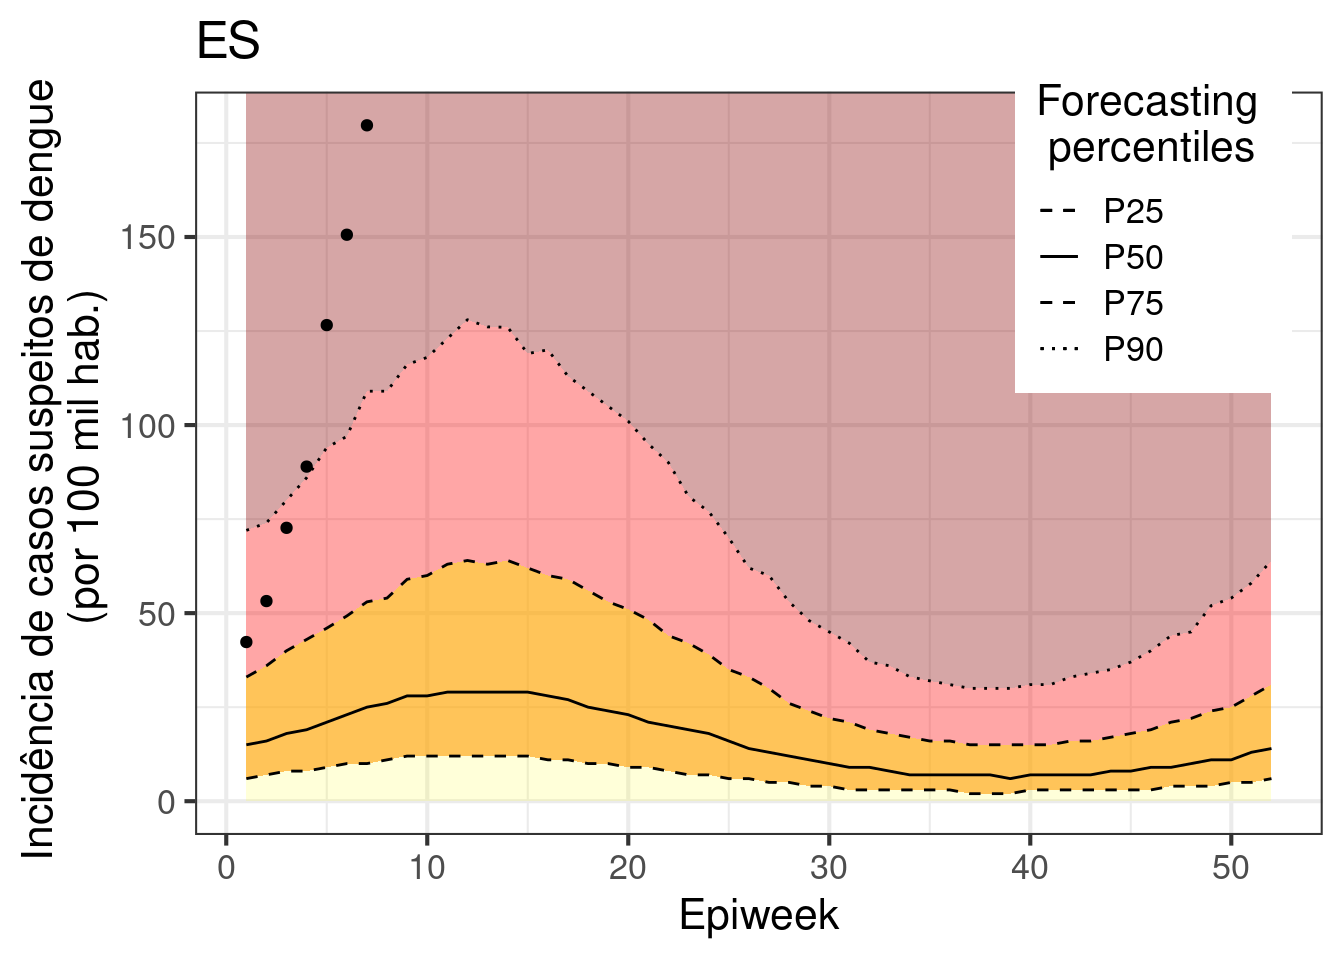 ES
Incidência de casos suspeitos de dengue
(por 100 mil hab.)
150
100
50
0
0 10 20 30 40 50
Epiweek
Forecasting
percentiles
P25
P50
P75
P90